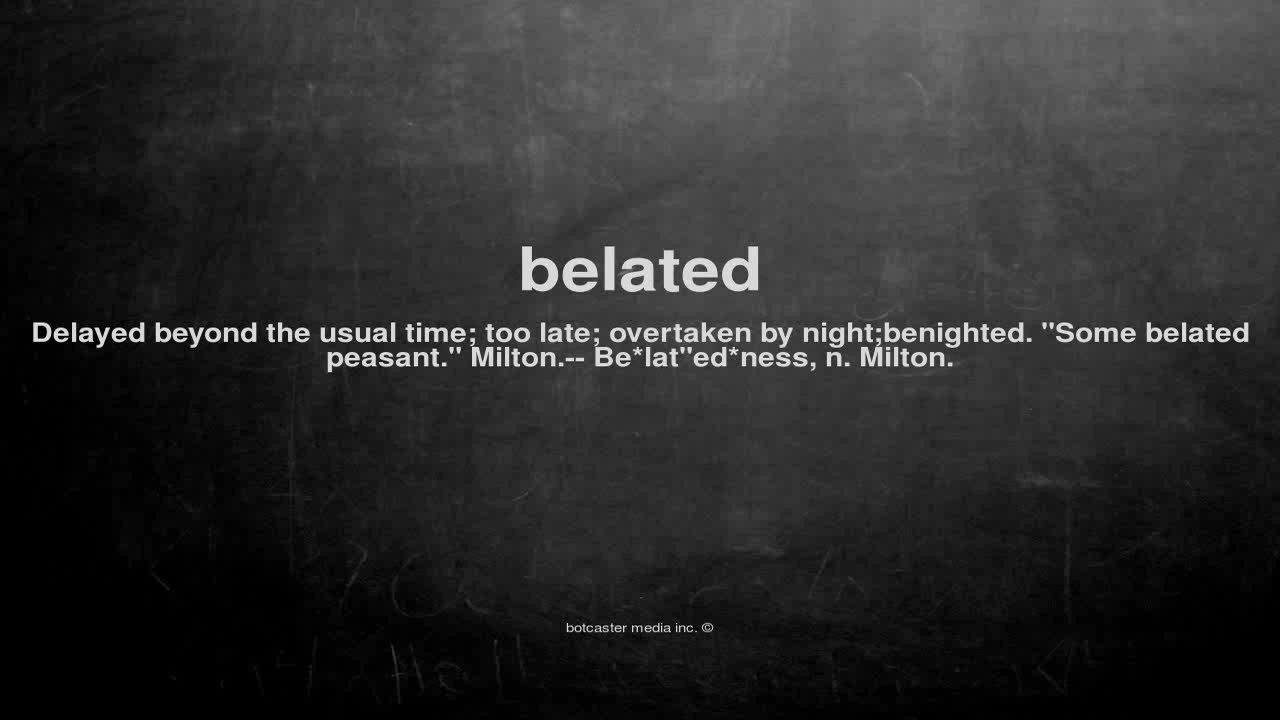 belated
Delayed beyond the usual time; too late; overtaken by night;benighted. "Some belated
peasant." Milton.-- Be*lat"ed*ness, n. Milton.
botcaster media inc. ©